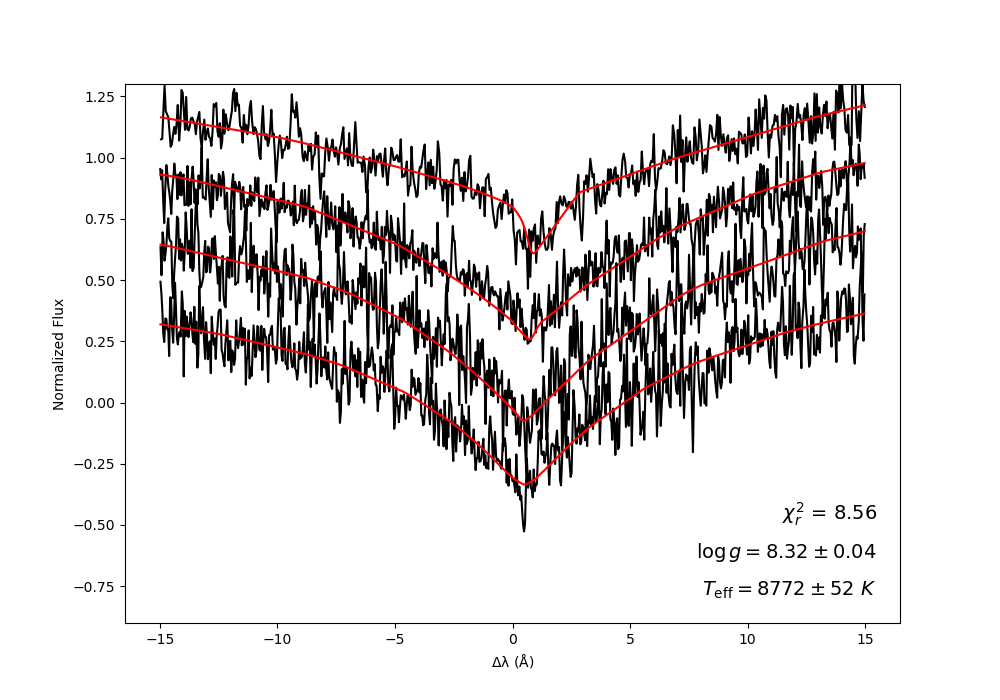 1.25
1.00
0.75
0.50
0.25
0.00
−0.25
−0.50
−0.75
Normalized Flux
χ²ᵣ = 8.56
log g = 8.32 ± 0.04
T_eff = 8772 ± 52 K
−15 −10 −5 0 5 10 15
Δλ (Å)